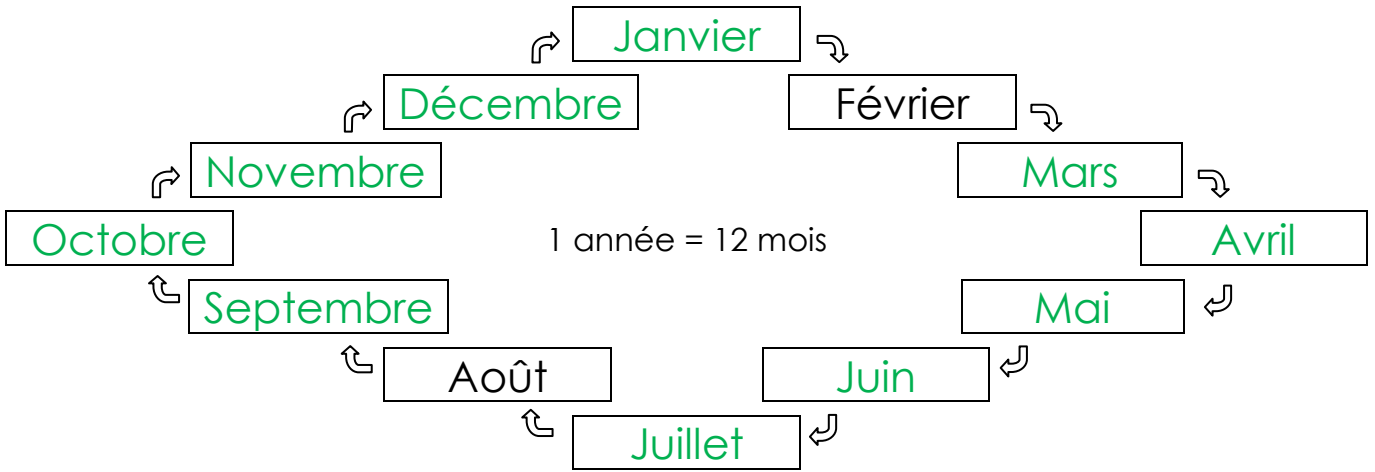 Janvier
Décembre
Février
Novembre
Mars
Octobre
1 année = 12 mois
Avril
Septembre
Mai
Août
Juin
Juillet